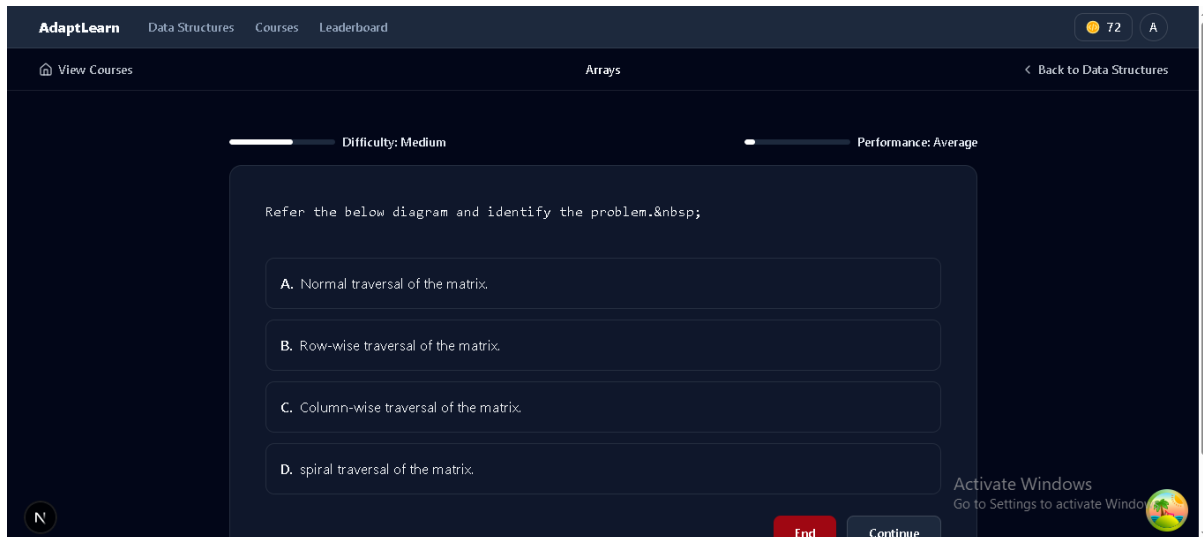 AdaptLearn Data Structures Courses Leaderboard 72 A
View Courses Arrays Back to Data Structures
Difficulty: Medium Performance: Average
Refer the below diagram and identify the problem.&nbsp;
A. Normal traversal of the matrix.
B. Row-wise traversal of the matrix.
C. Column-wise traversal of the matrix.
D. spiral traversal of the matrix.
Activate Windows
Go to Settings to activate
N
End Continue